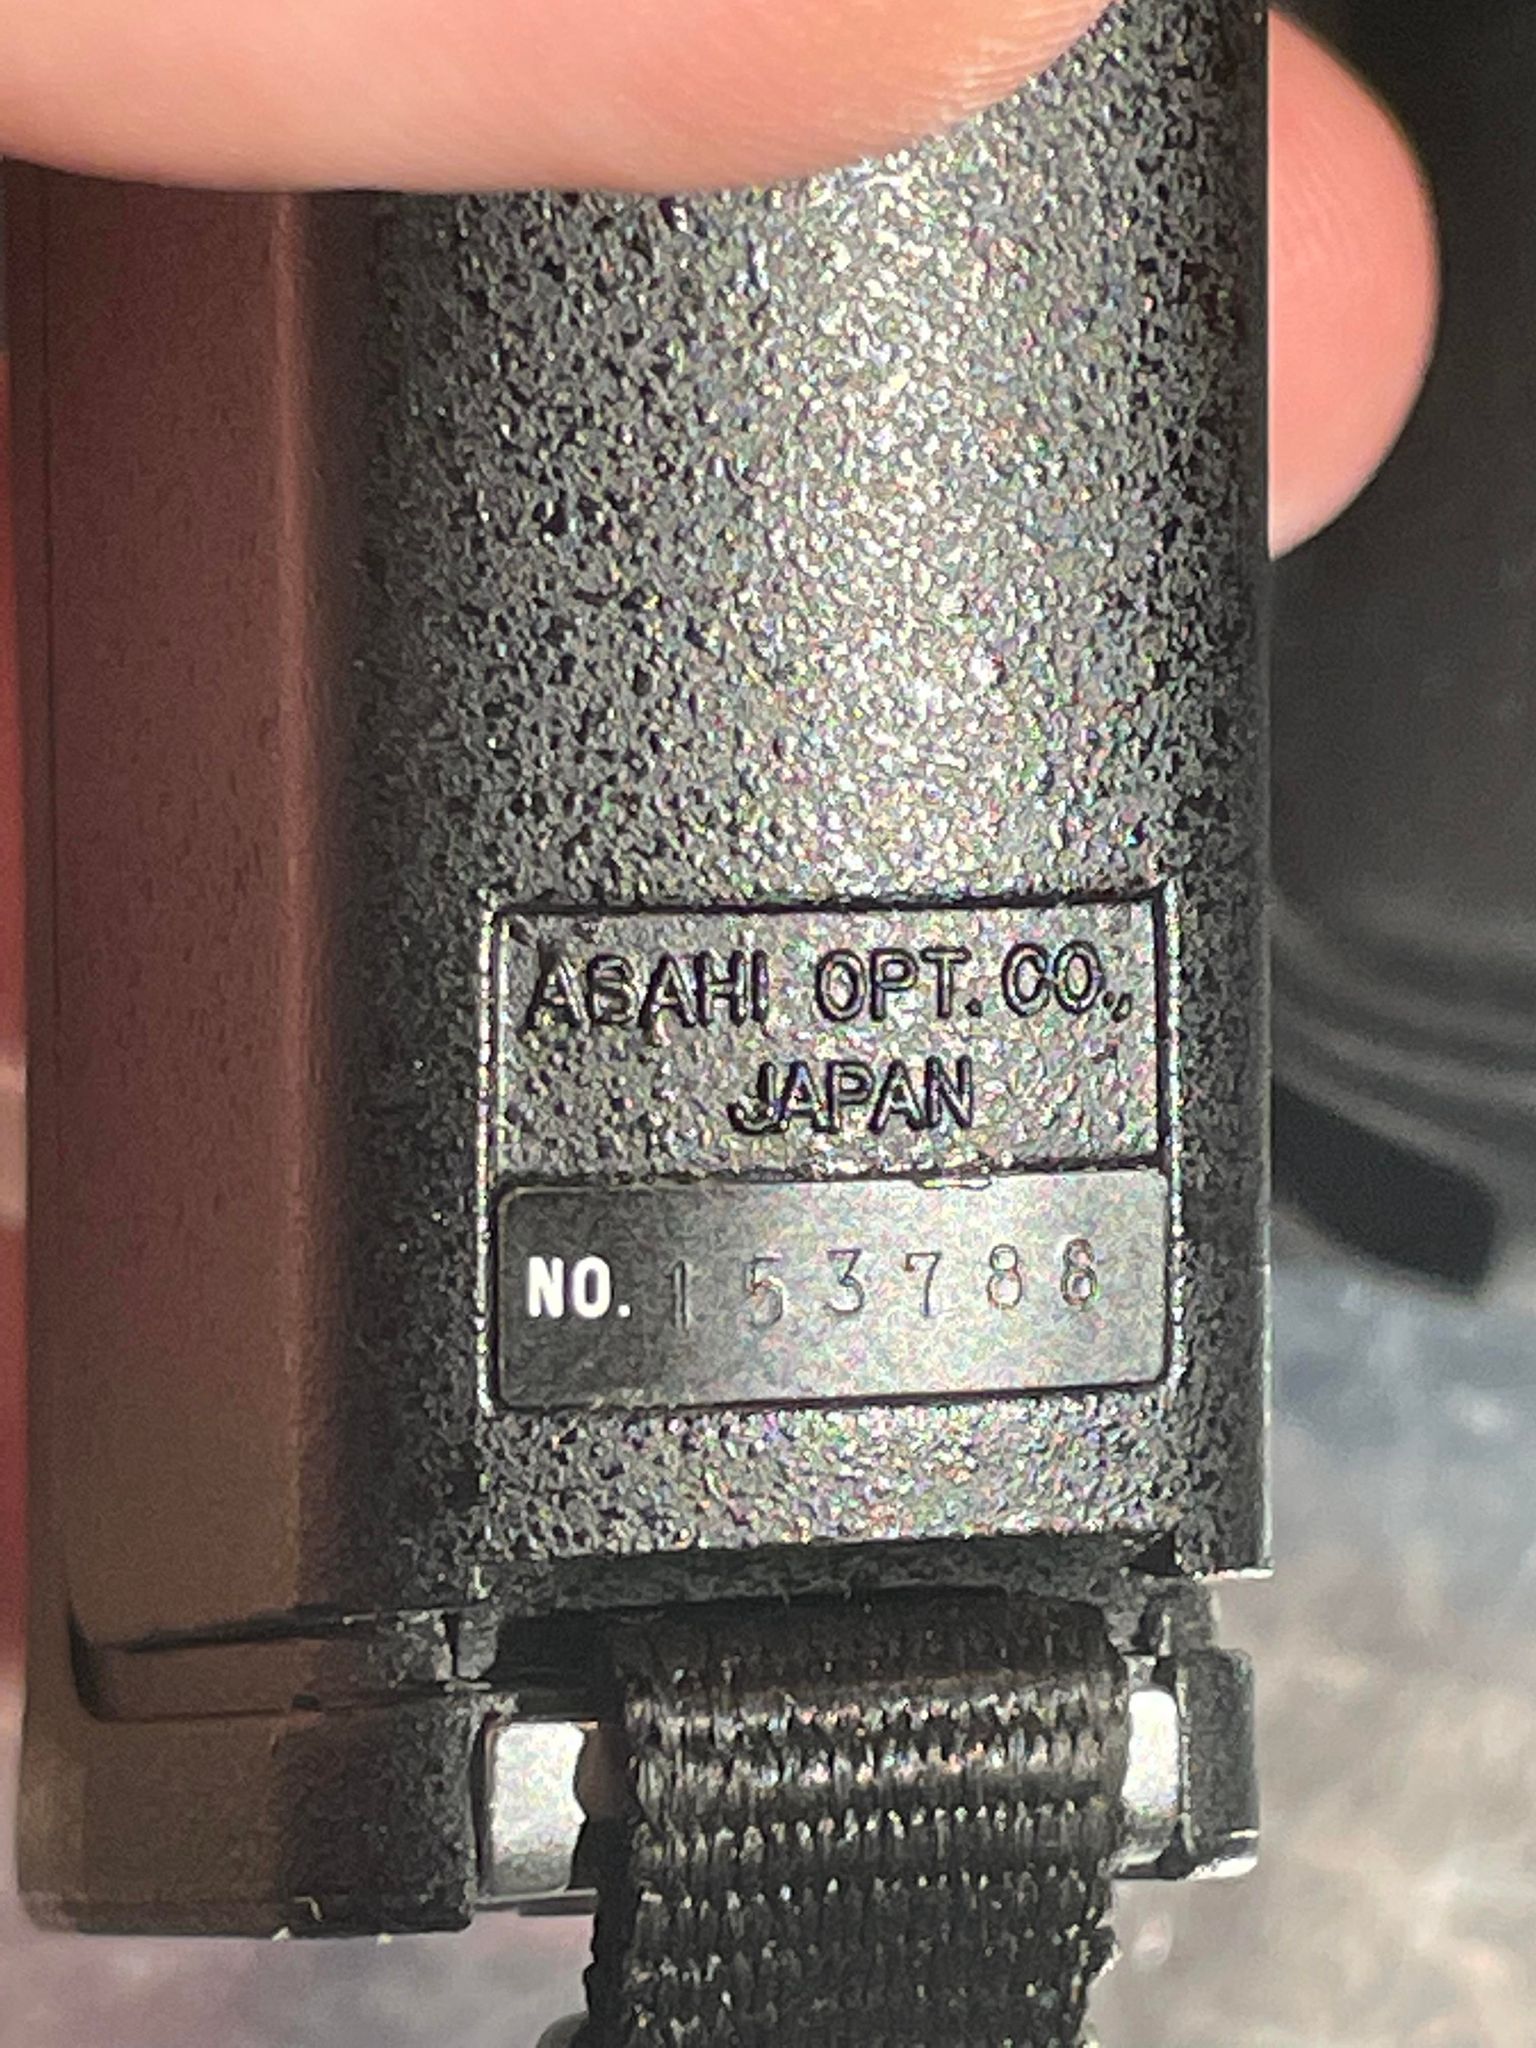 ASAHI OPT. CO.,
JAPAN
NO. 153788